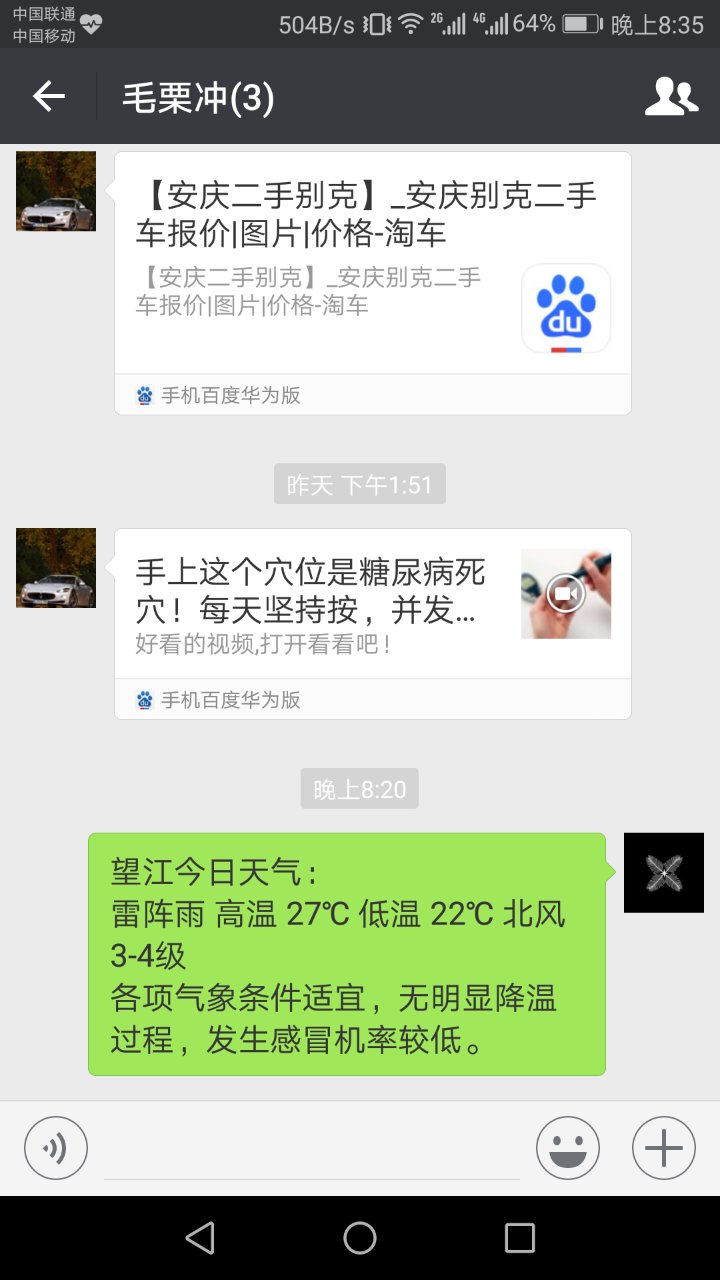 中国联通
中国移动
504B/s 2G 4G 64% 晚上8:35
毛栗冲(3)
【安庆二手别克】_安庆别克二手
车报价|图片|价格-淘车
【安庆二手别克】_安庆别克二手
车报价|图片|价格-淘车
du
du 手机百度华为版
昨天 下午1:51
手上这个穴位是糖尿病死
穴！每天坚持按，并发...
好看的视频,打开看看吧！
du 手机百度华为版
晚上8:20
望江今日天气：
雷阵雨 高温 27℃ 低温 22℃ 北风
3-4级
各项气象条件适宜，无明显降温
过程，发生感冒机率较低。